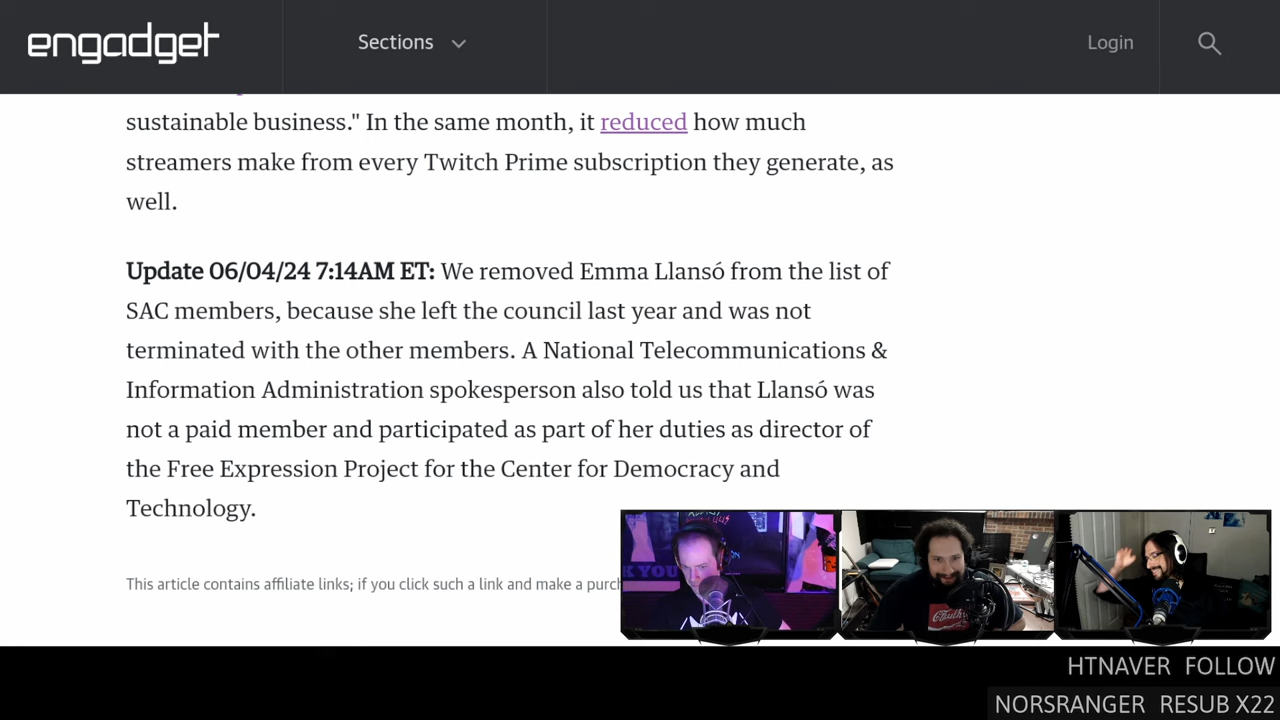 engadget
Sections
Login
sustainable business." In the same month, it reduced how much
streamers make from every Twitch Prime subscription they generate, as
well.
Update 06/04/24 7:14AM ET: We removed Emma Llansó from the list of
SAC members, because she left the council last year and was not
terminated with the other members. A National Telecommunications &
Information Administration spokesperson also told us that Llansó was
not a paid member and participated as part of her duties as director of
the Free Expression Project for the Center for Democracy and
Technology.
This article contains affiliate links; if you click such a link and make a purch
K YOU
Cthulhu
HTNAVER FOLLOW
NORSRANGER RESUB X22